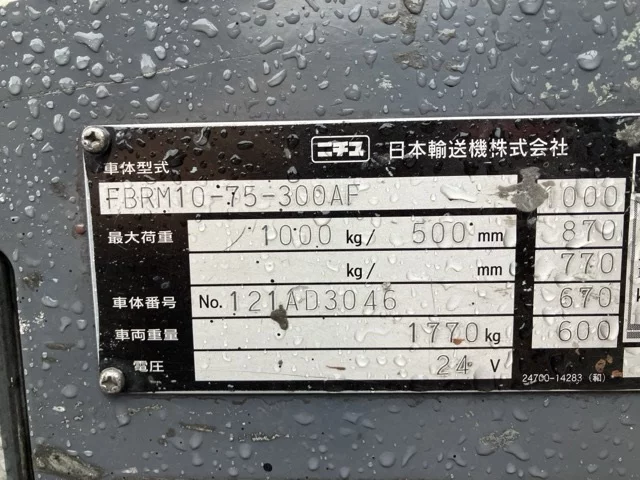 ニチユ 日本輸送機株式会社
車体型式
FBRM10-75-300AF 1000
最大荷重 1000 kg/ 500 mm 870
kg/ mm 770
車体番号 No. 121AD3046 670
車両重量 1770 kg 600
電圧 24 V
24700-14283 (和)